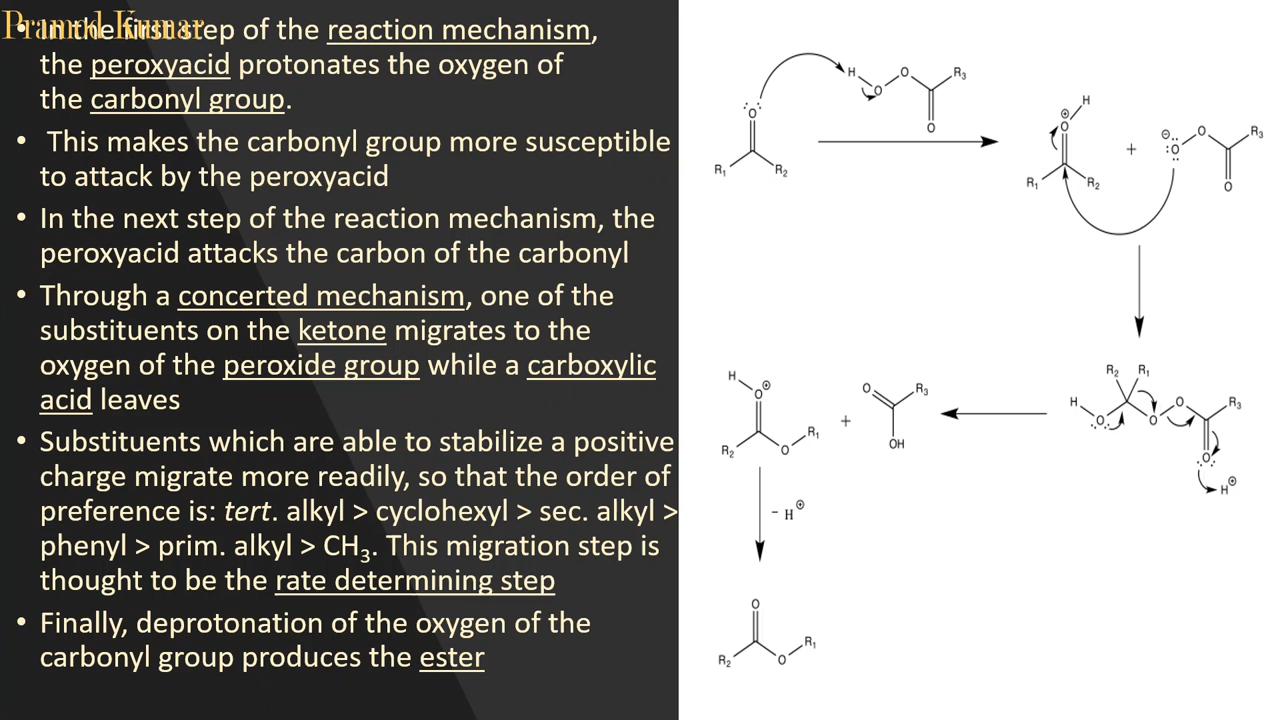 Pramod Kumar
• In the first step of the reaction mechanism,
the peroxyacid protonates the oxygen of
the carbonyl group.
• This makes the carbonyl group more susceptible
to attack by the peroxyacid
• In the next step of the reaction mechanism, the
peroxyacid attacks the carbon of the carbonyl
• Through a concerted mechanism, one of the
substituents on the ketone migrates to the
oxygen of the peroxide group while a carboxylic
acid leaves
• Substituents which are able to stabilize a positive
charge migrate more readily, so that the order of
preference is: tert. alkyl > cyclohexyl > sec. alkyl >
phenyl > prim. alkyl > CH₃. This migration step is
thought to be the rate determining step
• Finally, deprotonation of the oxygen of the
carbonyl group produces the ester
H O O R₃
O O
R₁ R₂
H
O⊕
R₁ R₂
+
⊖ O O R₃
O
R₂ R₁
H O O O R₃
O
H⊕
H O⊕
R₂ O R₁
+
O R₃
OH
- H⊕
O
R₂ O R₁